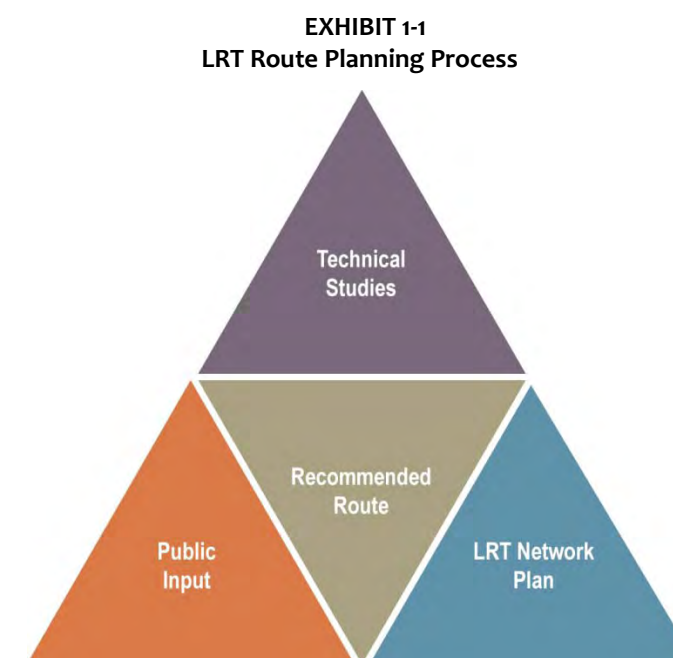 EXHIBIT 1-1
LRT Route Planning Process
Technical
Studies
Recommended
Route
Public
Input
LRT Network
Plan